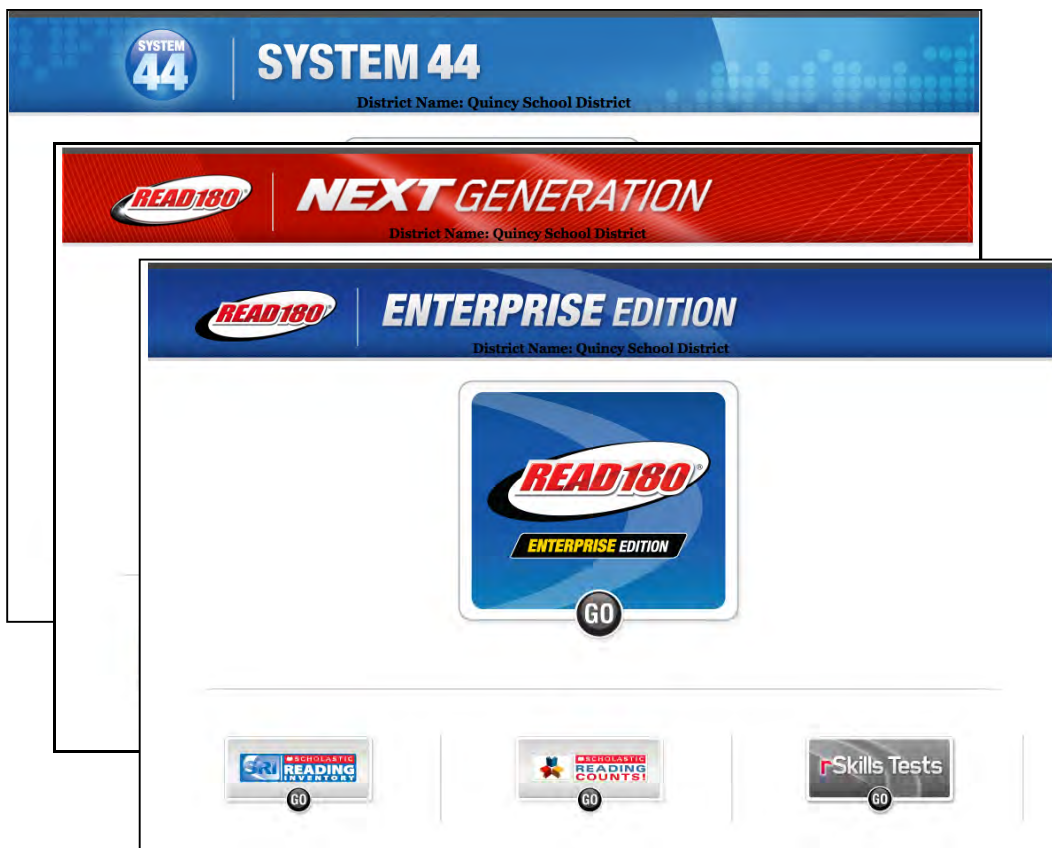 SYSTEM
44
SYSTEM 44
District Name: Quincy School District
READ180®
NEXT GENERATION
District Name: Quincy School District
READ180®
ENTERPRISE EDITION
District Name: Quincy School District
READ180®
ENTERPRISE EDITION
GO
SRI SCHOLASTIC
READING
INVENTORY
GO
SCHOLASTIC
READING
COUNTS!
GO
rSkills Tests
GO